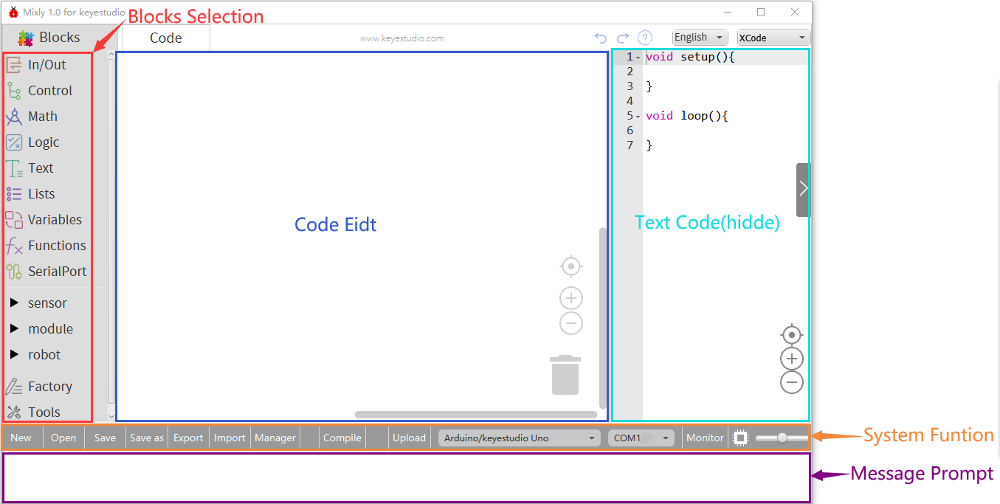 Mixly 1.0 for keyestudio
Blocks Selection
Blocks
Code
www.keyestudio.com
?
English
XCode
In/Out
Control
Math
Logic
Text
Lists
Variables
Functions
SerialPort
sensor
module
robot
Factory
Tools
Code Eidt
1 void setup(){
2
3 }
4
5 void loop(){
6
7 }
Text Code(hidde)
New Open Save Save as Export Import Manager Compile Upload Arduino/keyestudio Uno COM1 Monitor
System Funtion
Message Prompt